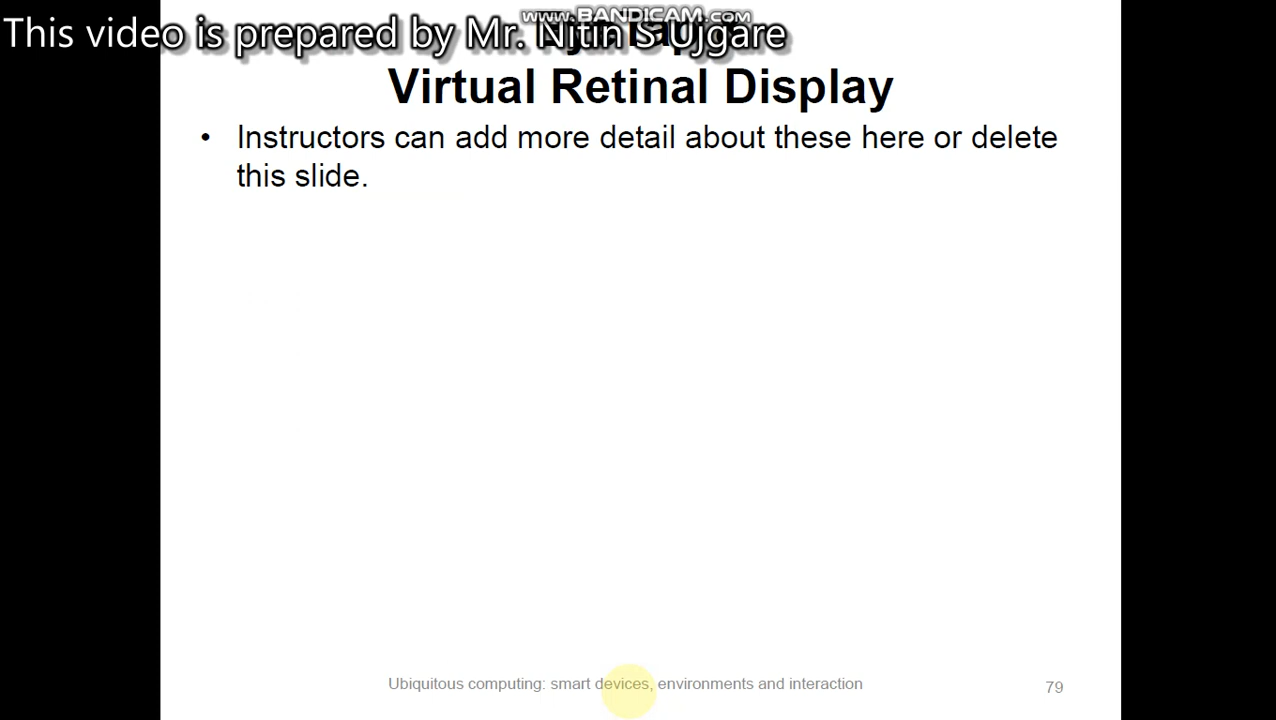 www.BANDICAM.com
This video is prepared by Mr. Nitin S Ujgare
Virtual Retinal Display
• Instructors can add more detail about these here or delete
this slide.
Ubiquitous computing: smart devices, environments and interaction
79